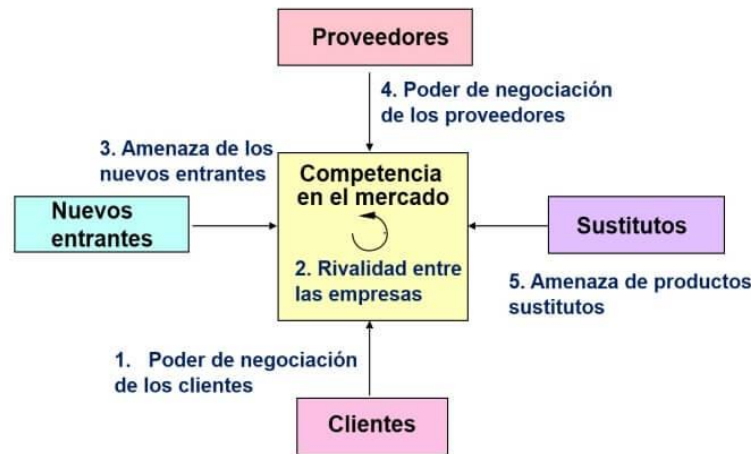 Proveedores
4. Poder de negociación
de los proveedores
3. Amenaza de los
nuevos entrantes
Competencia
en el mercado
Nuevos
entrantes
Sustitutos
2. Rivalidad entre
las empresas
5. Amenaza de productos
sustitutos
1. Poder de negociación
de los clientes
Clientes